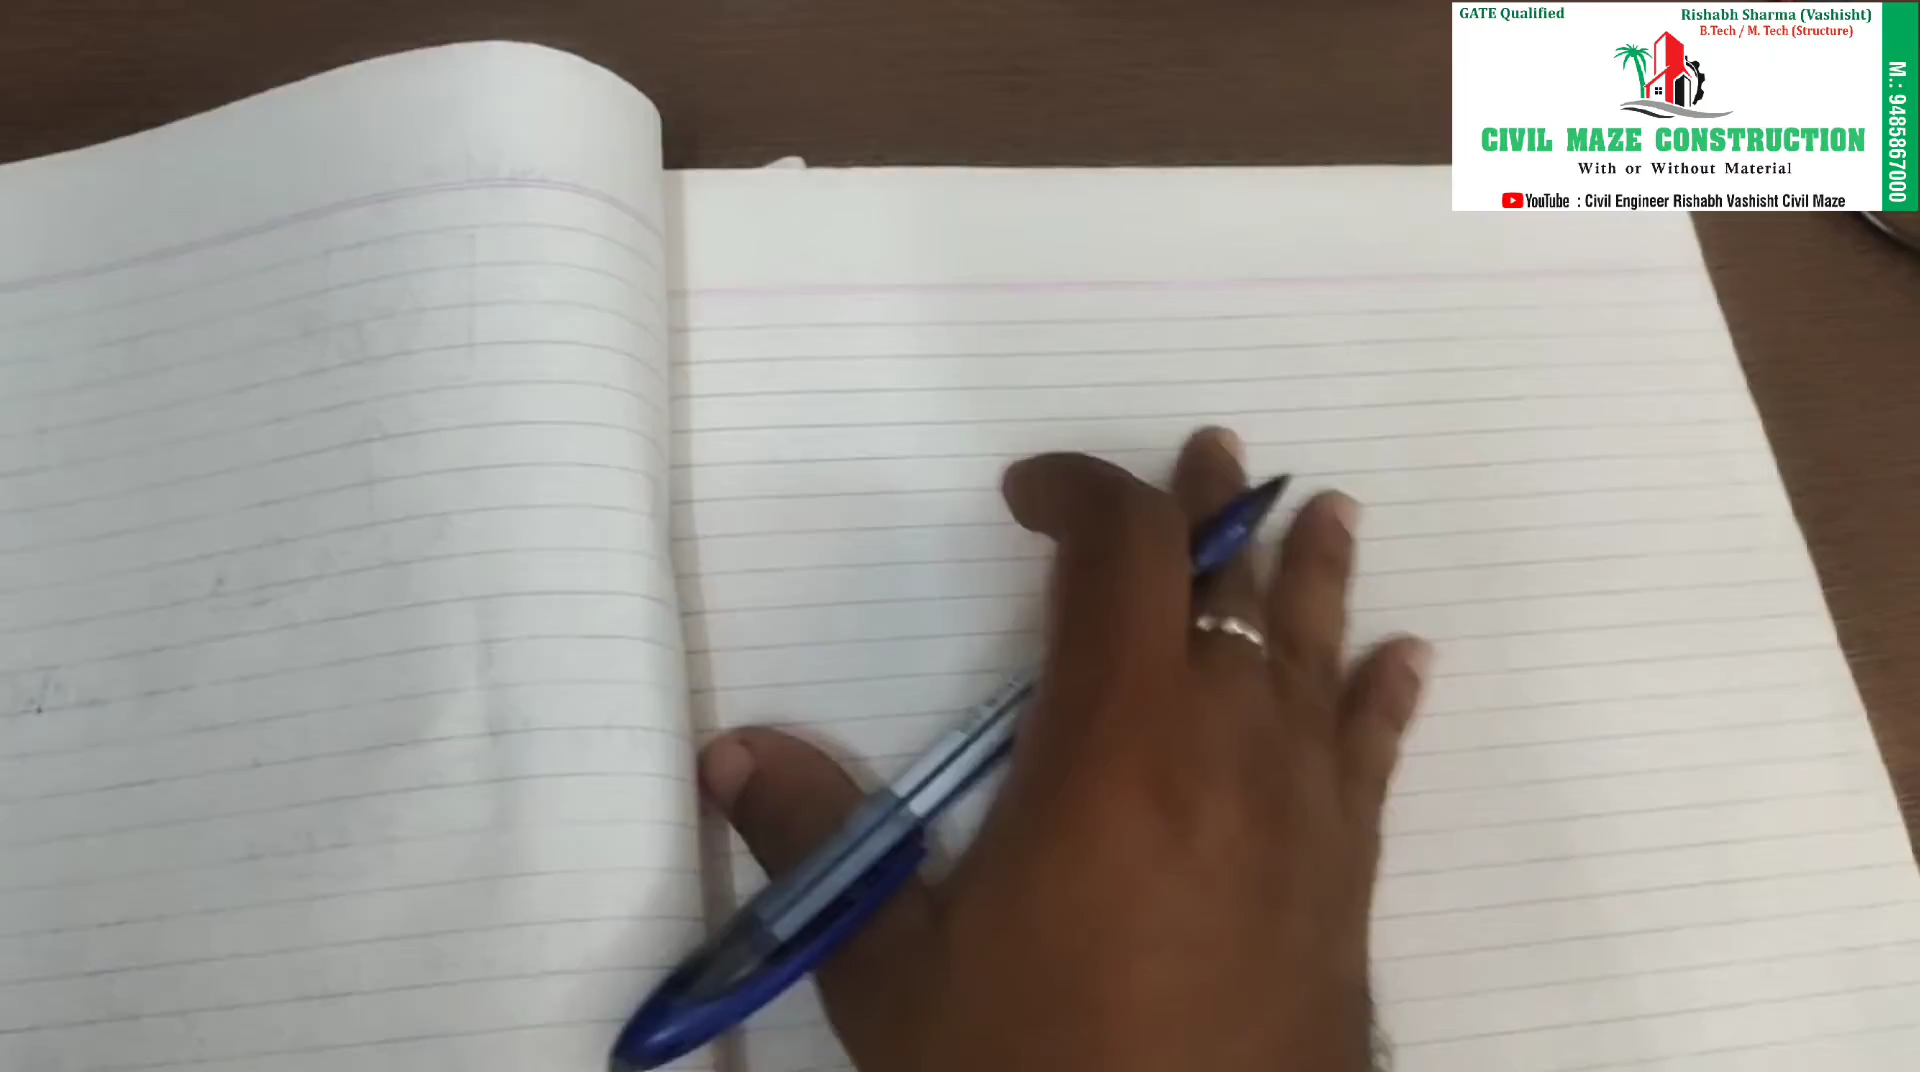 GATE Qualified
Rishabh Sharma (Vashisht)
B.Tech / M. Tech (Structure)
CIVIL MAZE CONSTRUCTION
With or Without Material
YouTube : Civil Engineer Rishabh Vashisht Civil Maze
M.: 9485867000